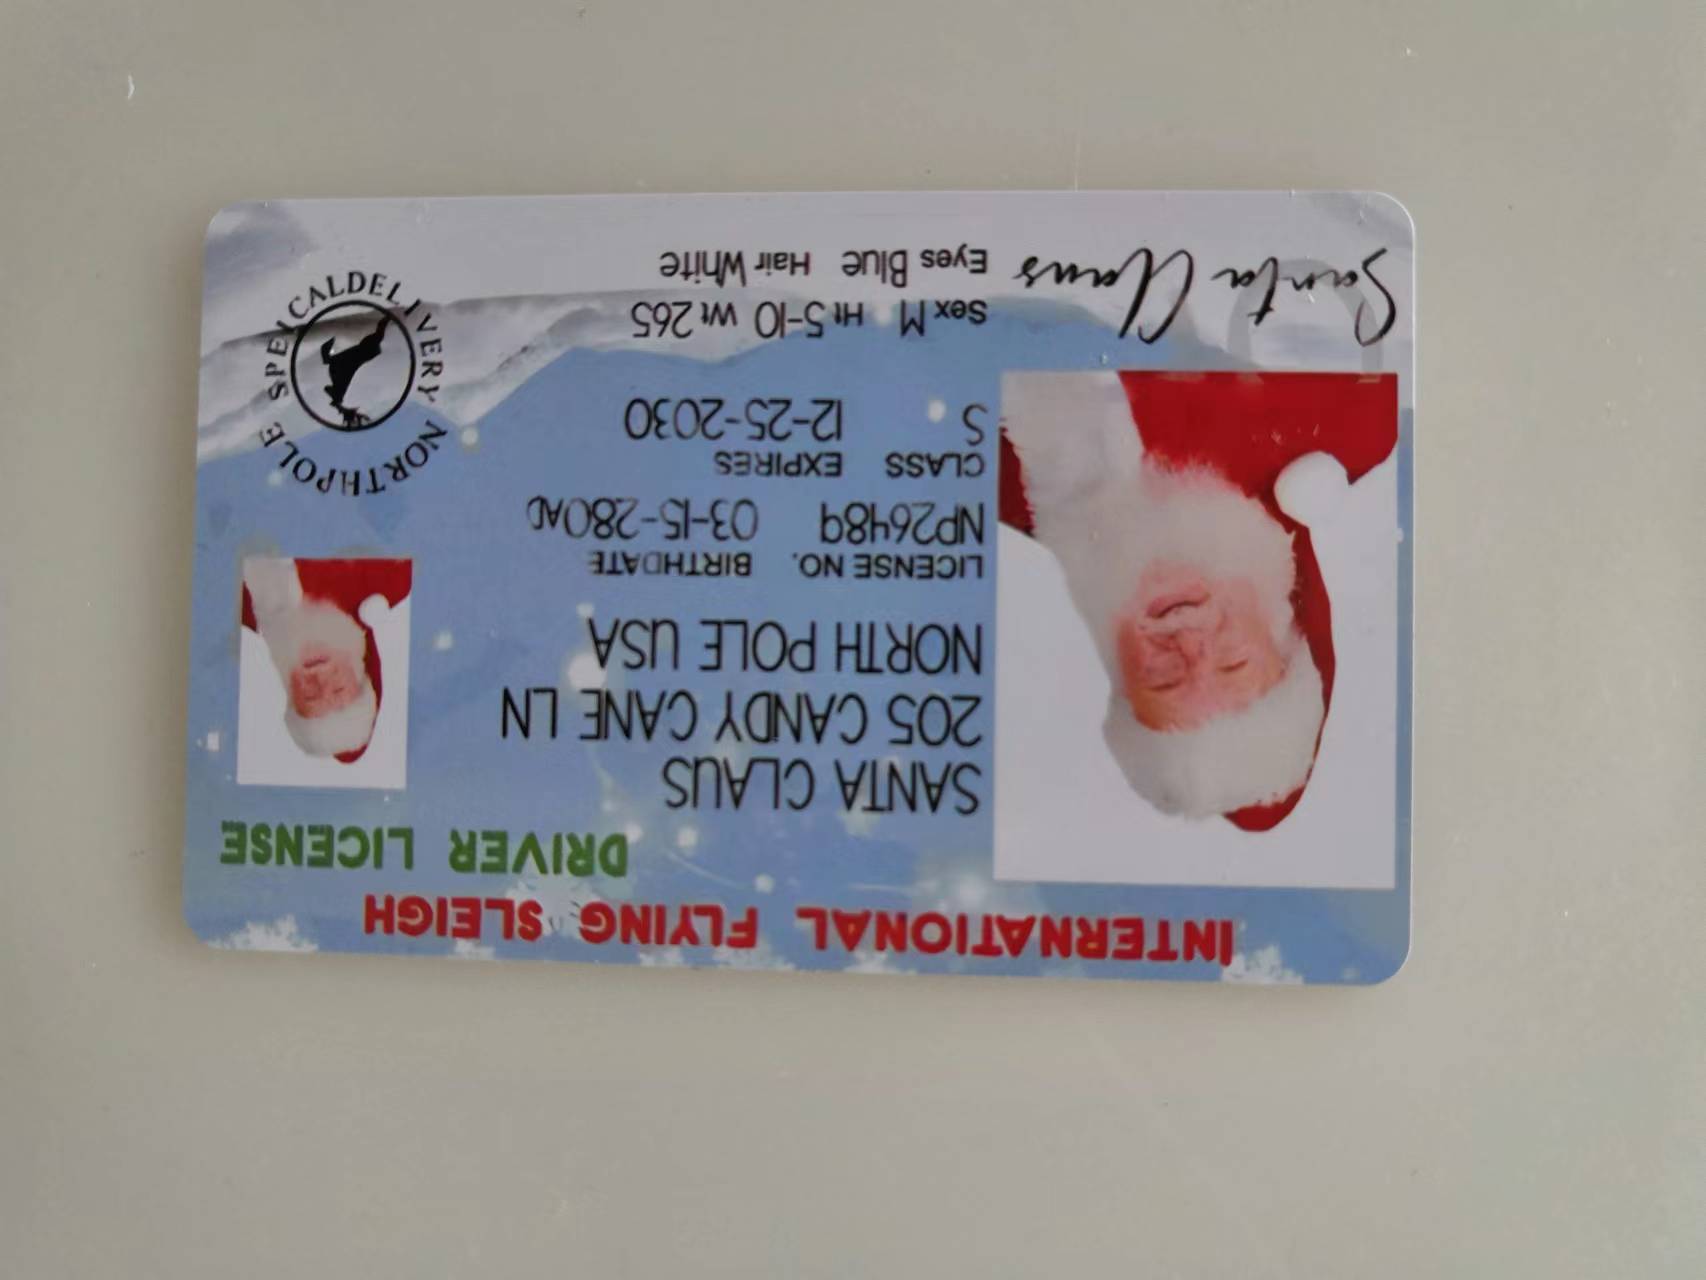 INTERNATIONAL FLYING SLEIGH
DRIVER LICENSE
SANTA CLAUS
205 CANDY CANE LN
NORTH POLE USA
LICENSE NO. BIRTHDATE
NP26489 03-15-280AD
CLASS EXPIRES
S 12-25-2030
Sex M Ht 5-10 Wt 265
Eyes Blue Hair White
Santa Claus
NORTHPOLE SPEICALDELIVERY